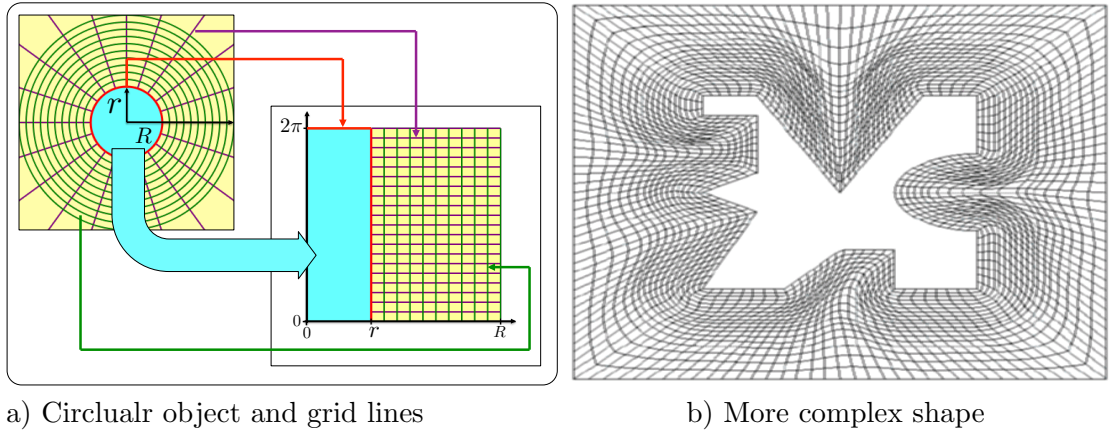 r
R
2π
0
0
r
R
a) Circlualr object and grid lines
b) More complex shape